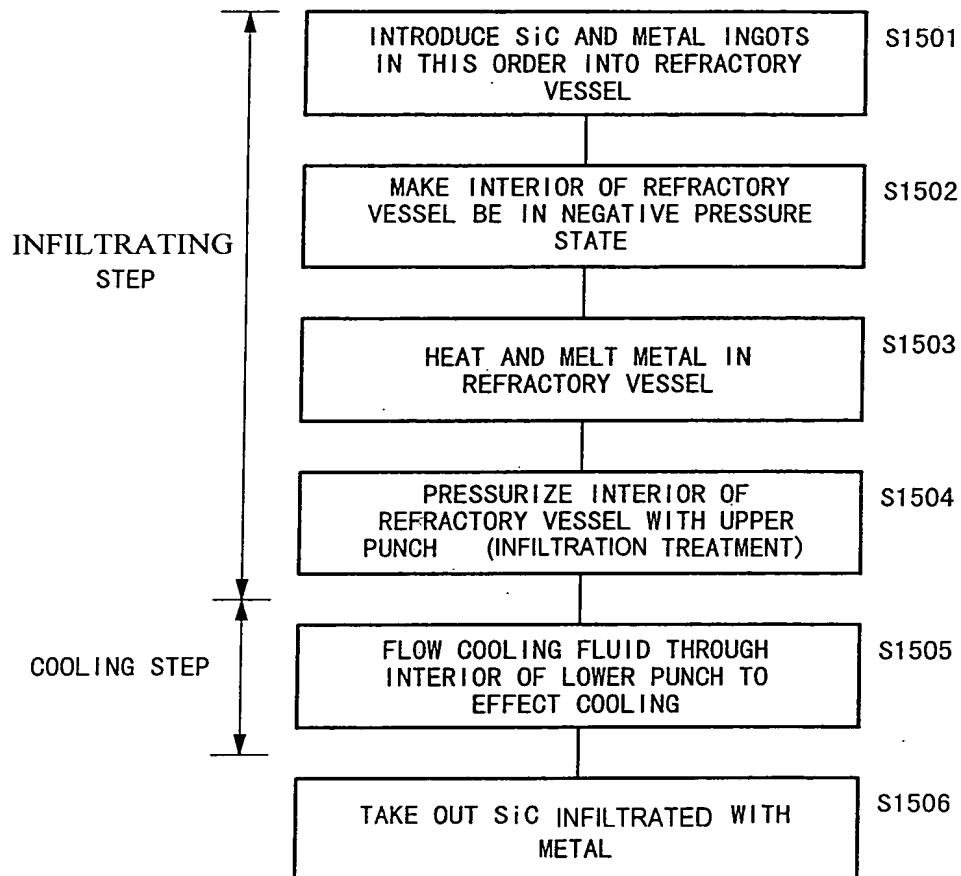 INTRODUCE SiC AND METAL INGOTS
IN THIS ORDER INTO REFRACTORY
VESSEL
S1501
MAKE INTERIOR OF REFRACTORY
VESSEL BE IN NEGATIVE PRESSURE
STATE
S1502
INFILTRATING
STEP
HEAT AND MELT METAL IN
REFRACTORY VESSEL
S1503
PRESSURIZE INTERIOR OF
REFRACTORY VESSEL WITH UPPER
PUNCH (INFILTRATION TREATMENT)
S1504
COOLING STEP
FLOW COOLING FLUID THROUGH
INTERIOR OF LOWER PUNCH TO
EFFECT COOLING
S1505
TAKE OUT SiC INFILTRATED WITH
METAL
S1506